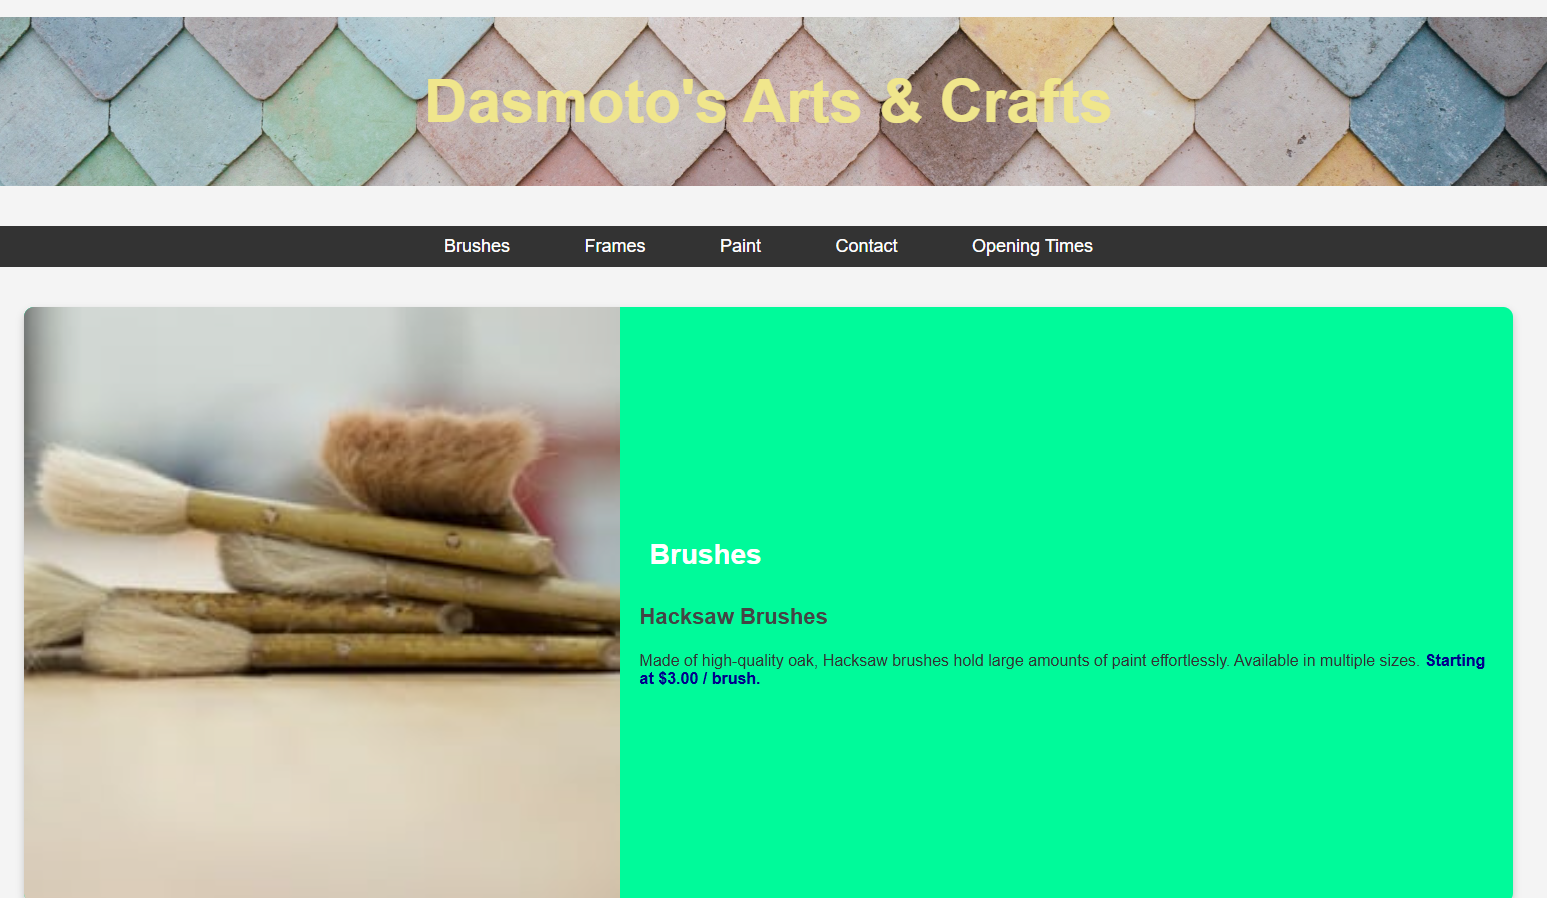 Dasmoto's Arts & Crafts
Brushes
Frames
Paint
Contact
Opening Times
Brushes
Hacksaw Brushes
Made of high-quality oak, Hacksaw brushes hold large amounts of paint effortlessly. Available in multiple sizes. Starting
at $3.00 / brush.